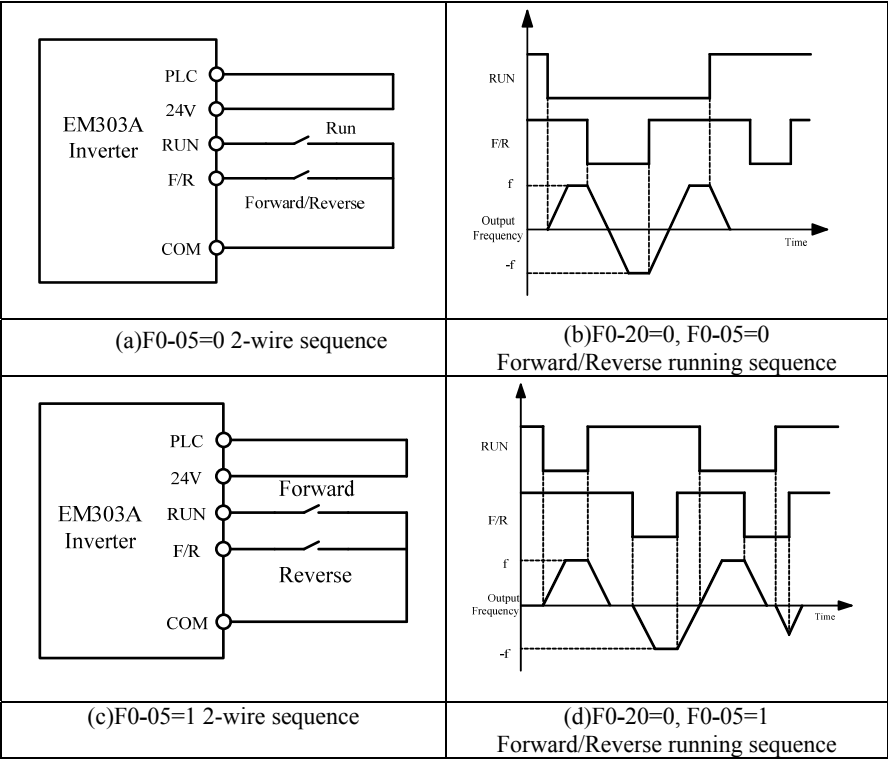 PLC
24V
EM303A
Inverter
RUN
Run
F/R
Forward/Reverse
COM
RUN
F/R
f
Output
Frequency
Time
-f
(a)F0-05=0 2-wire sequence
(b)F0-20=0, F0-05=0
Forward/Reverse running sequence
PLC
24V
Forward
EM303A
Inverter
RUN
F/R
Reverse
COM
RUN
F/R
f
Output
Frequency
Time
-f
(c)F0-05=1 2-wire sequence
(d)F0-20=0, F0-05=1
Forward/Reverse running sequence